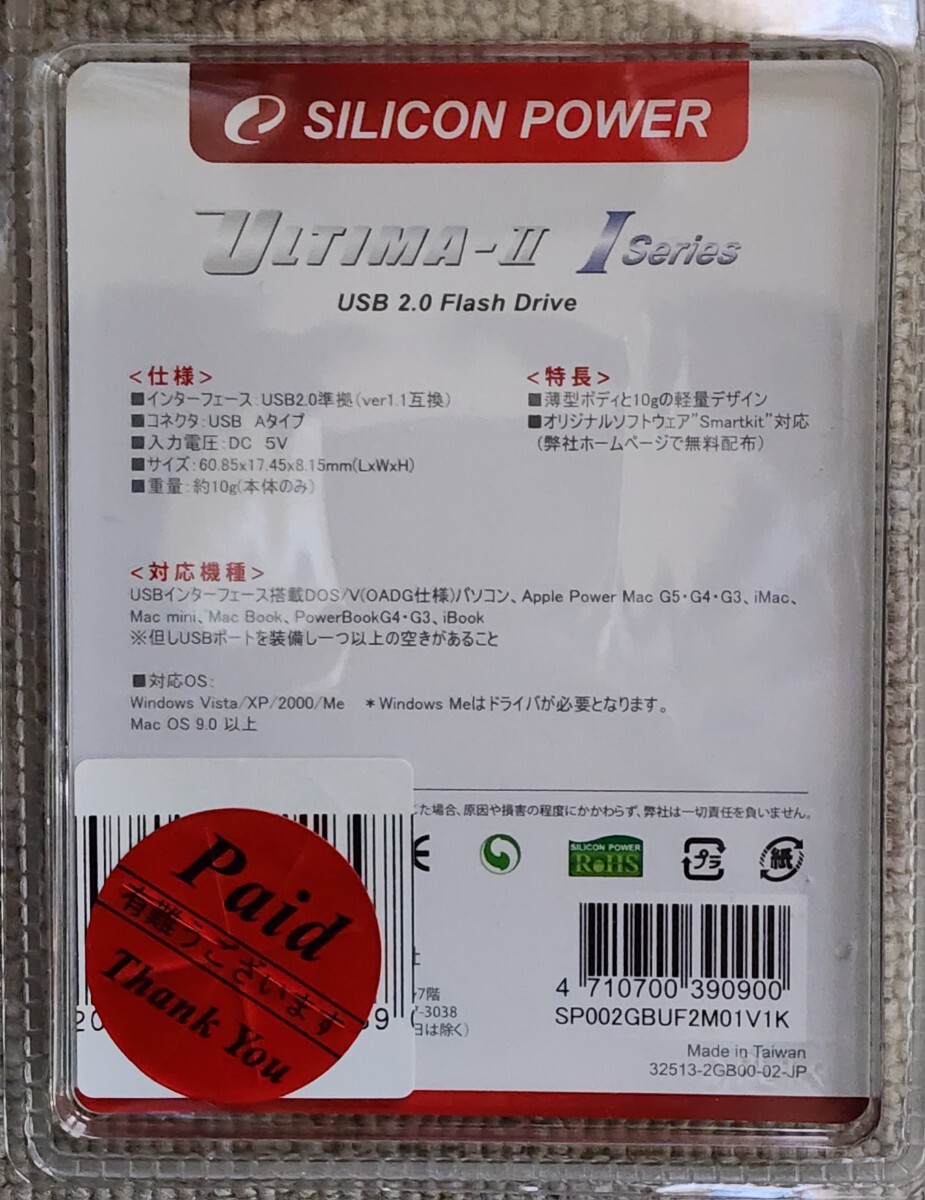 SILICON POWER
ULTIMA-II I Series
USB 2.0 Flash Drive
<仕様>
■インターフェース:USB2.0準拠(ver1.1互換)
■コネクタ:USB Aタイプ
■入力電圧:DC 5V
■サイズ:60.85x17.45x8.15mm(LxWxH)
■重量:約10g(本体のみ)
<特長>
■薄型ボディと10gの軽量デザイン
■オリジナルソフトウェア"Smartkit"対応
(弊社ホームページで無料配布)
<対応機種>
USBインターフェース搭載DOS/V(OADG仕様)パソコン、Apple Power Mac G5・G4・G3、iMac、
Mac mini、Mac Book、PowerBookG4・G3、iBook
※但しUSBポートを装備し一つ以上の空きがあること
■対応OS:
Windows Vista/XP/2000/Me *Windows Meはドライバが必要となります。
Mac OS 9.0 以上
た場合、原因や損害の程度にかかわらず、弊社は一切責任を負いません。
CE
SILICON POWER
RoHS
プラ
紙
Paid
有難うございます
Thank You
20
89
7階
-3038
日は除く)
4 710700 390900
SP002GBUF2M01V1K
Made in Taiwan
32513-2GB00-02-JP